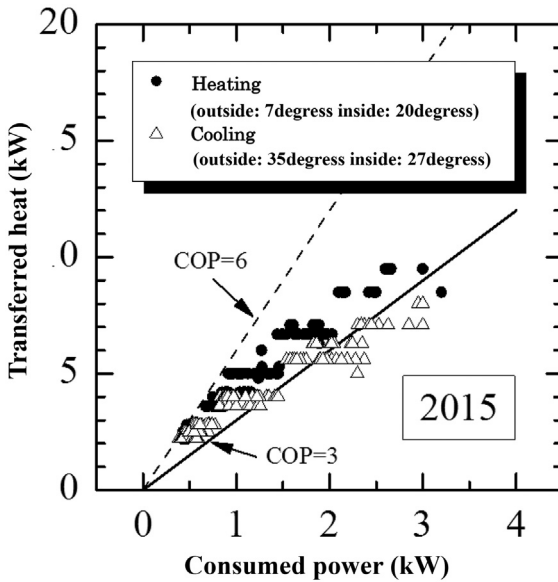 20
Heating
(outside: 7degress inside: 20degress)
Cooling
(outside: 35degress inside: 27degress)
5
COP=6
0
5
2015
COP=3
0
0 1 2 3 4
Transferred heat (kW)
Consumed power (kW)